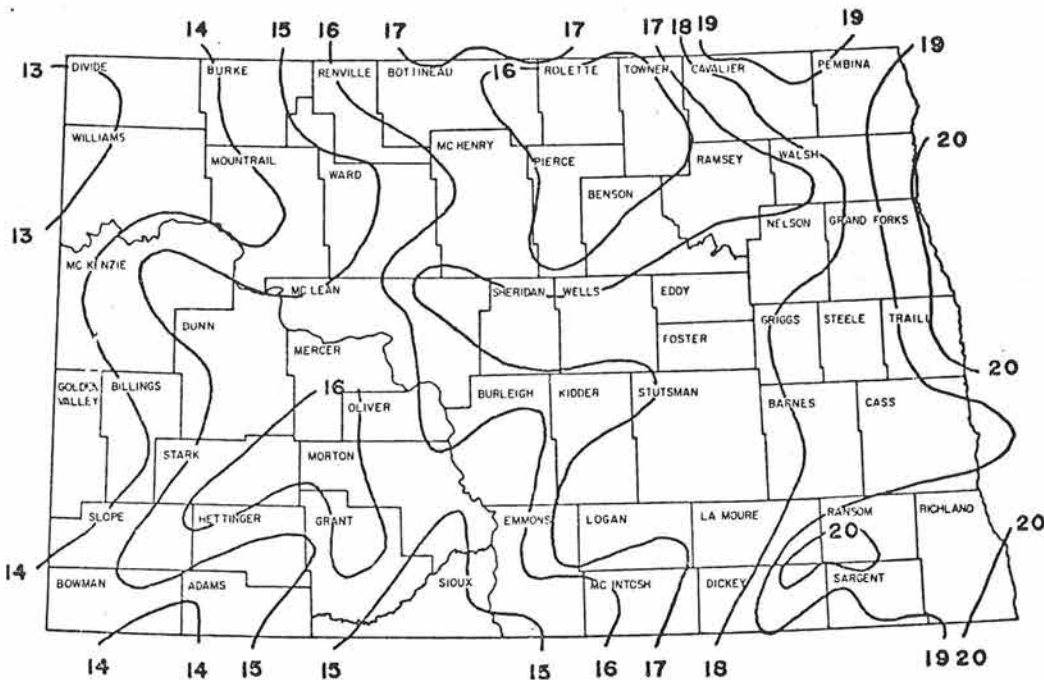 14 15 16 17 17 17 18 19 19 19
13 DIVIDE BURKE RENVILLE BOTTINEAU 16 ROLETTE TOWNER CAVALIER PEMBINA
WILLIAMS MOUNTRAIL WARD MC HENRY PIERCE BENSON RAMSEY WALSH 20
13 MC KENZIE NELSON GRAND FORKS
MC LEAN SHERIDAN WELLS EDDY
DUNN MERCER FOSTER GRIGGS STEELE TRAILL
GOLDEN
VALLEY BILLINGS 16 OLIVER BURLEIGH KIDDER STUTSMAN BARNES CASS 20
STARK MORTON
SLOPE HETTINGER GRANT EMMONS LOGAN LA MOURE RANSOM RICHLAND
20 20
14 BOWMAN ADAMS SIOUX MC INTOSH DICKEY SARGENT
14 14 15 15 15 16 17 18 19 20